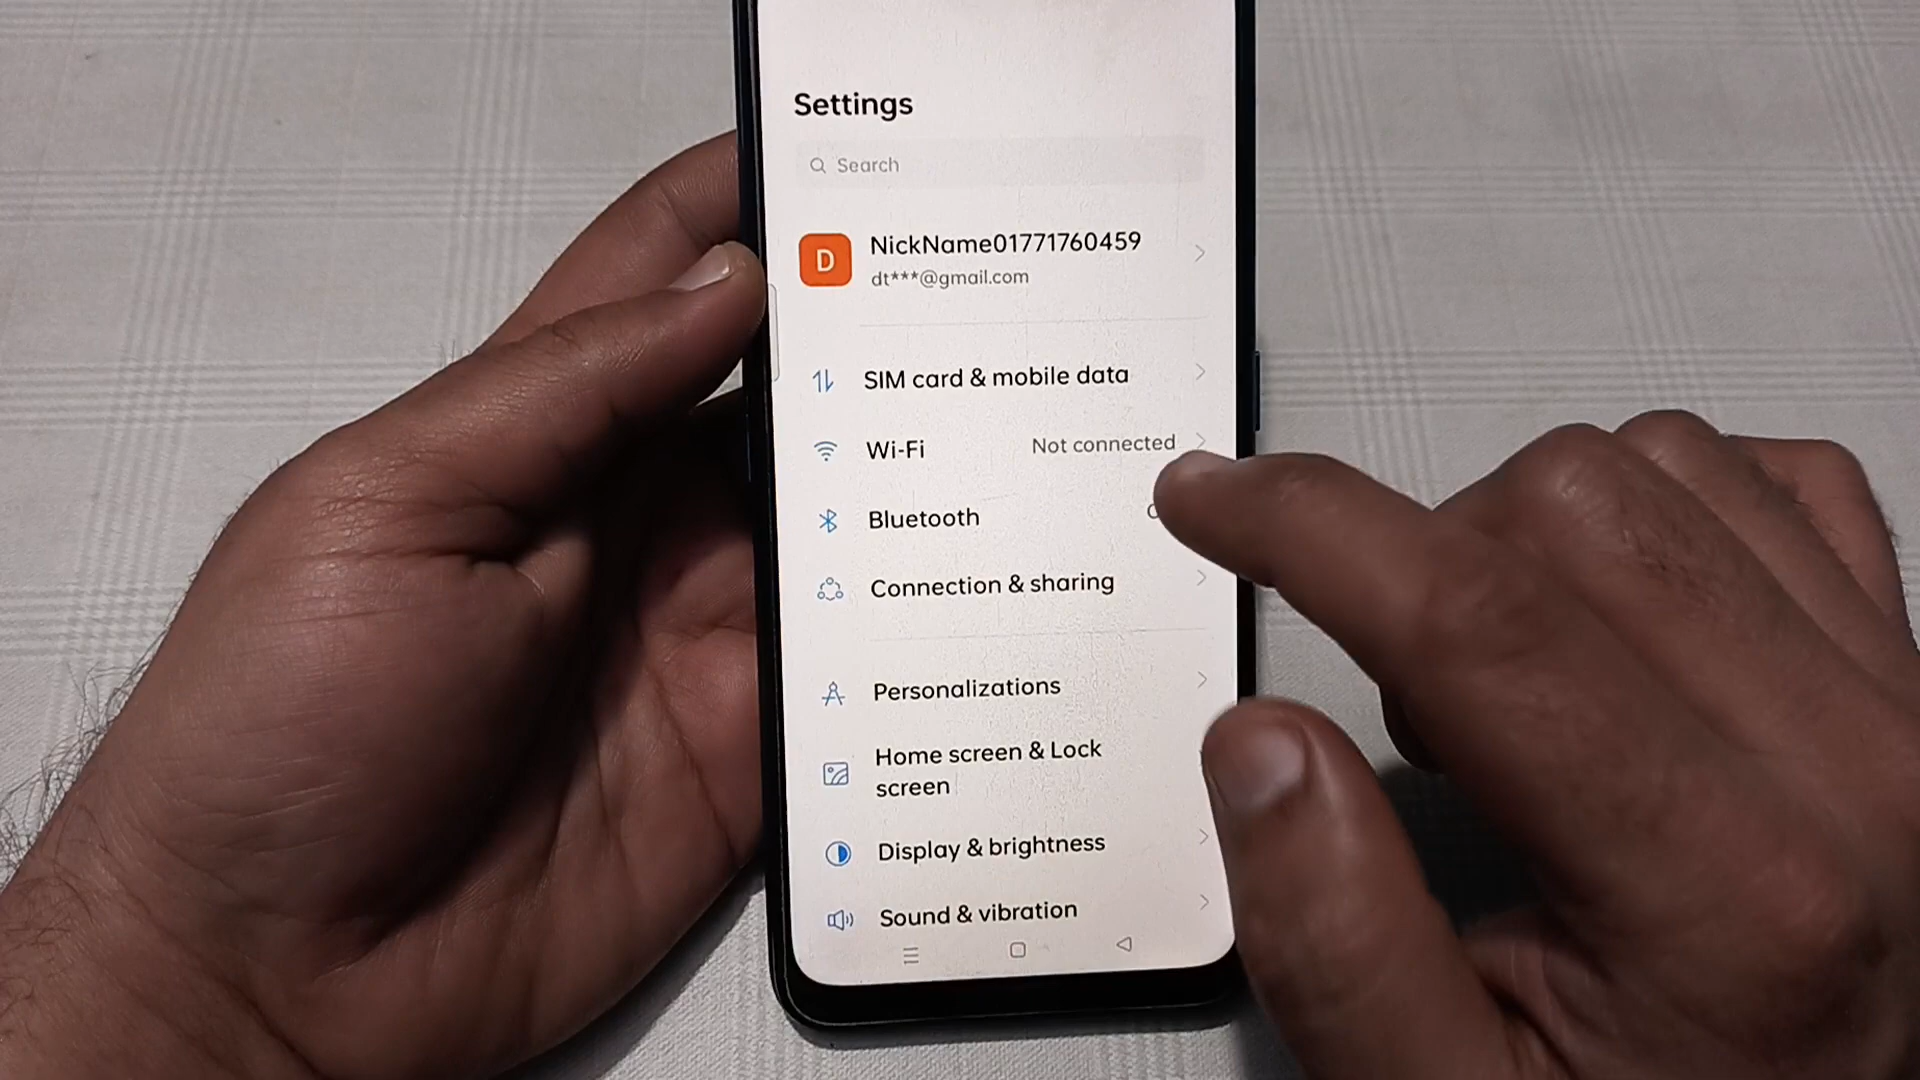 Settings
Search
D
NickName01771760459
dt***@gmail.com
SIM card & mobile data
Wi-Fi Not connected
Bluetooth
Connection & sharing
Personalizations
Home screen & Lock
screen
Display & brightness
Sound & vibration